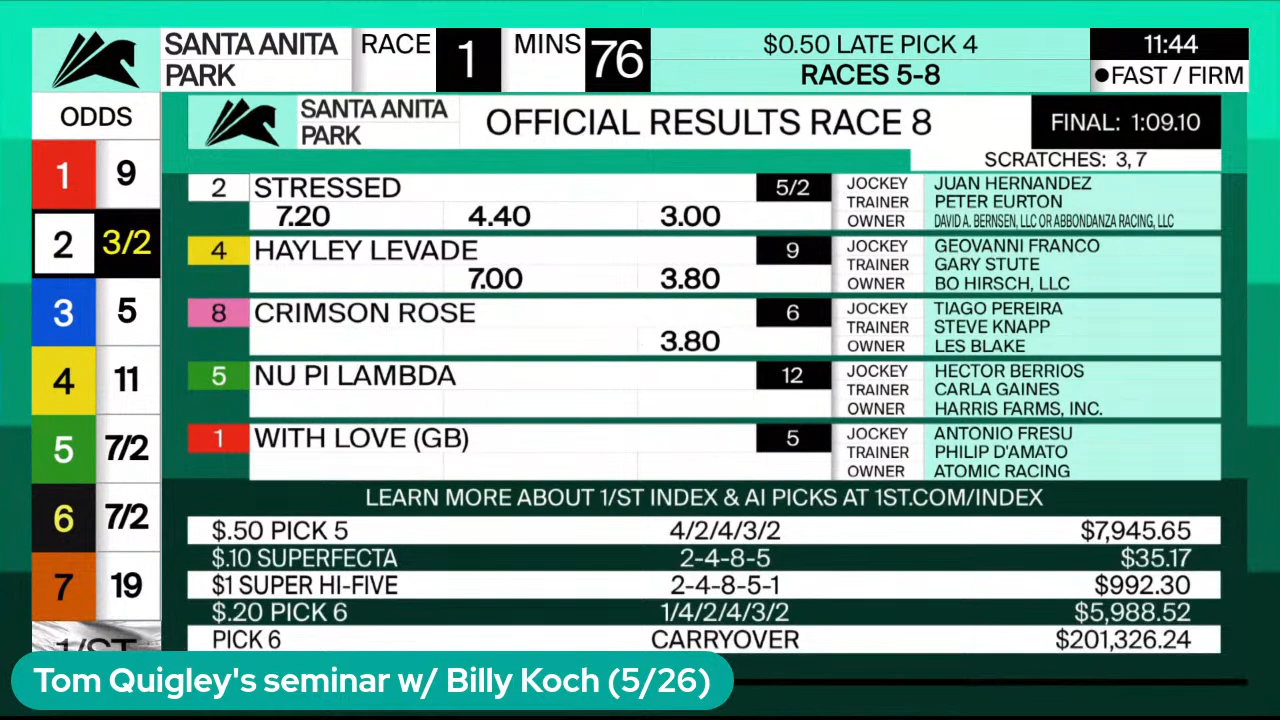 SANTA ANITA PARK RACE 1 MINS 76 $0.50 LATE PICK 4 RACES 5-8 11:44 ●FAST / FIRM
ODDS
1 9
2 3/2
3 5
4 11
5 7/2
6 7/2
7 19
1/ST
SANTA ANITA PARK OFFICIAL RESULTS RACE 8 FINAL: 1:09.10
SCRATCHES: 3, 7
2 STRESSED 5/2 JOCKEY JUAN HERNANDEZ
TRAINER PETER EURTON
7.20 4.40 3.00 OWNER DAVID A. BERNSEN, LLC OR ABBONDANZA RACING, LLC
4 HAYLEY LEVADE 9 JOCKEY GEOVANNI FRANCO
TRAINER GARY STUTE
7.00 3.80 OWNER BO HIRSCH, LLC
8 CRIMSON ROSE 6 JOCKEY TIAGO PEREIRA
TRAINER STEVE KNAPP
3.80 OWNER LES BLAKE
5 NU PI LAMBDA 12 JOCKEY HECTOR BERRIOS
TRAINER CARLA GAINES
OWNER HARRIS FARMS, INC.
1 WITH LOVE (GB) 5 JOCKEY ANTONIO FRESU
TRAINER PHILIP D'AMATO
OWNER ATOMIC RACING
LEARN MORE ABOUT 1/ST INDEX & AI PICKS AT 1ST.COM/INDEX
$.50 PICK 5 4/2/4/3/2 $7,945.65
$.10 SUPERFECTA 2-4-8-5 $35.17
$1 SUPER HI-FIVE 2-4-8-5-1 $992.30
$.20 PICK 6 1/4/2/4/3/2 $5,988.52
PICK 6 CARRYOVER $201,326.24
Tom Quigley's seminar w/ Billy Koch (5/26)